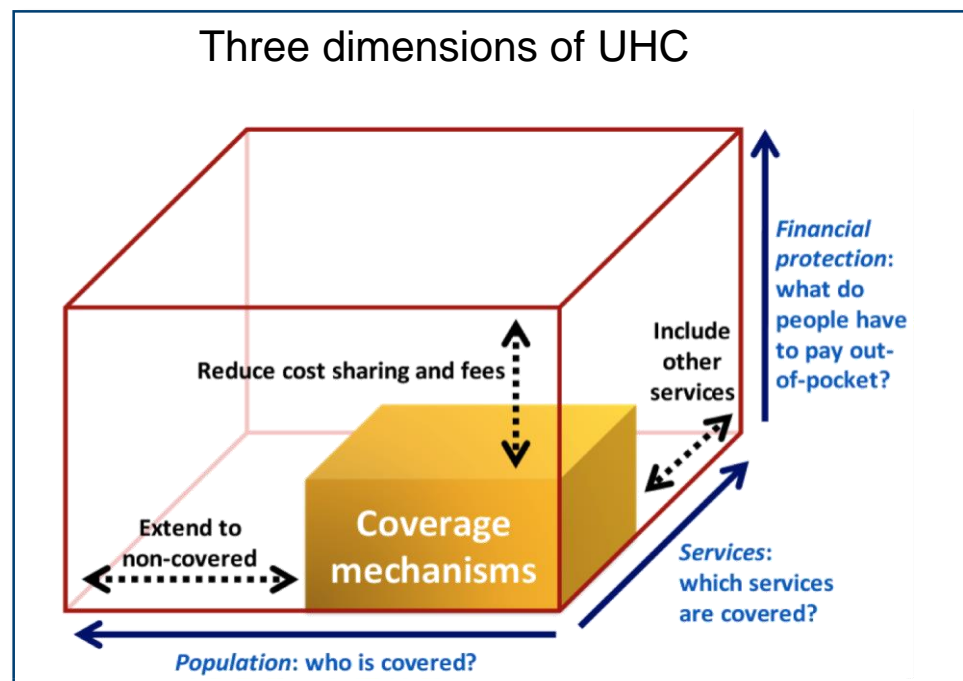 Three dimensions of UHC
Financial
protection:
what do
people have
to pay out-
of-pocket?
Include
other
services
Reduce cost sharing and fees
Coverage
mechanisms
Extend to
non-covered
Services:
which services
are covered?
Population: who is covered?